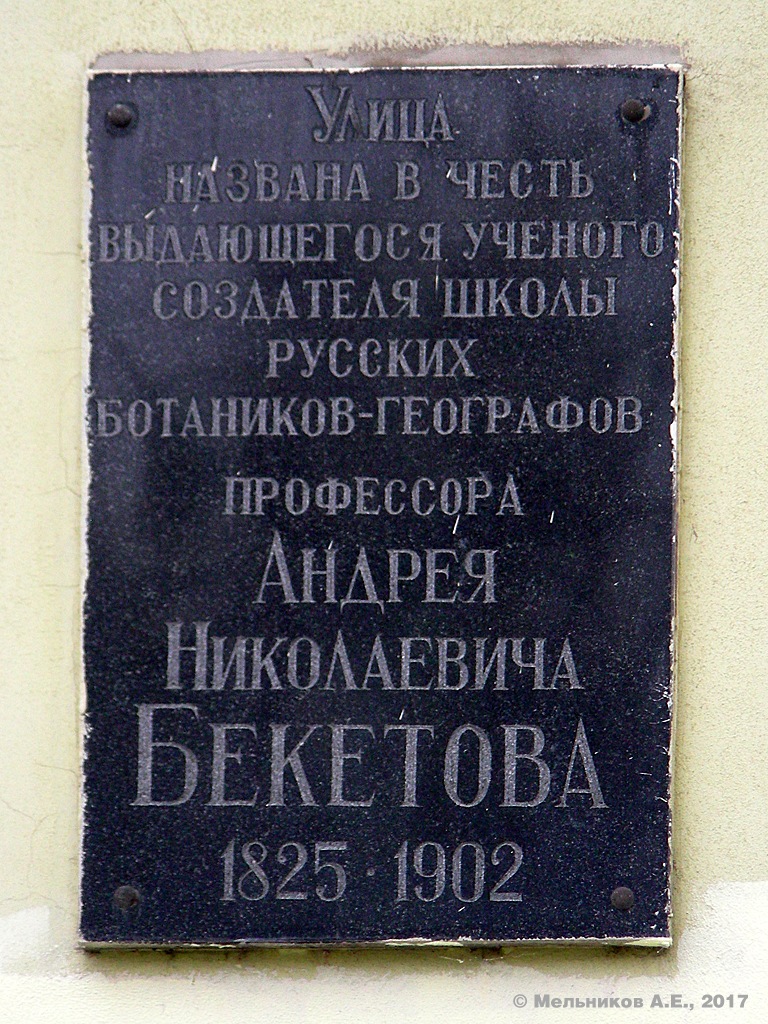 Улица
названа в честь
выдающегося ученого
создателя школы
русских
ботаников-географов
профессора
Андрея
Николаевича
Бекетова
1825 · 1902
© Мельников А.Е., 2017